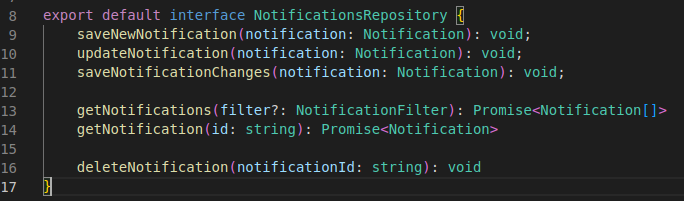 8 export default interface NotificationsRepository {
9 saveNewNotification(notification: Notification): void;
10 updateNotification(notification: Notification): void;
11 saveNotificationChanges(notification: Notification): void;
12
13 getNotifications(filter?: NotificationFilter): Promise<Notification[]>
14 getNotification(id: string): Promise<Notification>
15
16 deleteNotification(notificationId: string): void
17 }